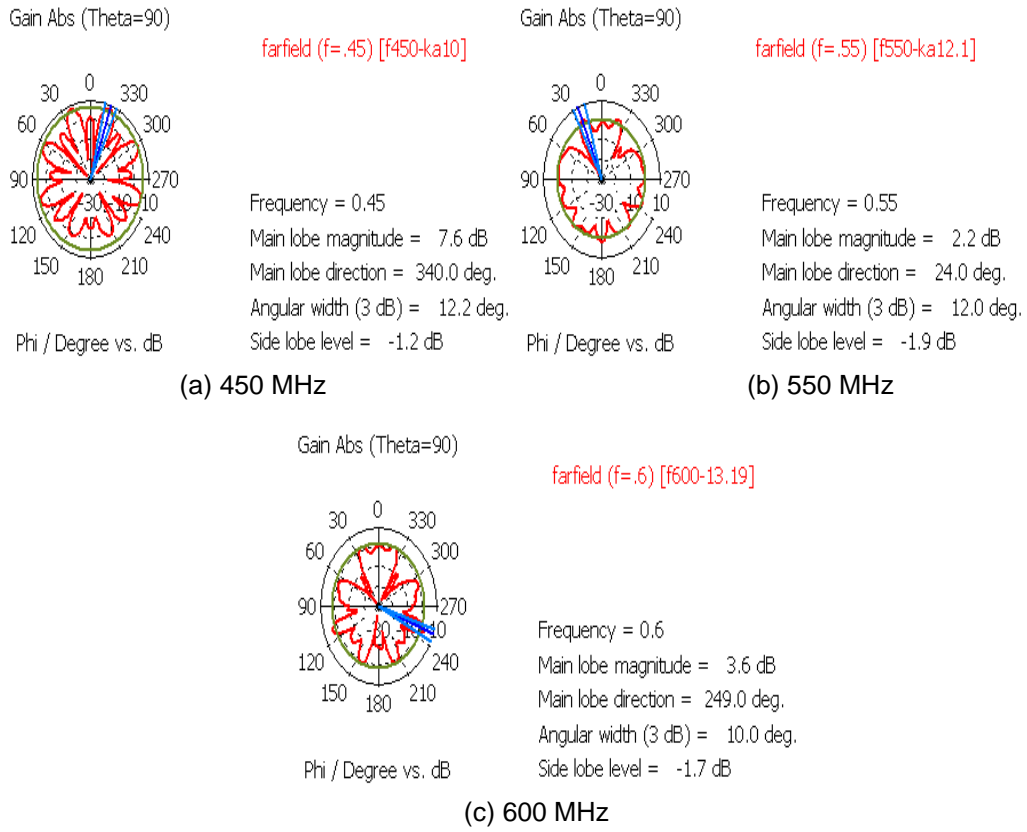 Gain Abs (Theta=90)
farfield (f=.45) [f450-ka10]
0
30 330
60 300
90 270
-30 -10 10
120 240
150 210
180
Frequency = 0.45
Main lobe magnitude = 7.6 dB
Main lobe direction = 340.0 deg.
Angular width (3 dB) = 12.2 deg.
Side lobe level = -1.2 dB
Phi / Degree vs. dB
(a) 450 MHz
Gain Abs (Theta=90)
farfield (f=.55) [f550-ka12.1]
0
30 330
60 300
90 270
-30 -10 10
120 240
150 210
180
Frequency = 0.55
Main lobe magnitude = 2.2 dB
Main lobe direction = 24.0 deg.
Angular width (3 dB) = 12.0 deg.
Side lobe level = -1.9 dB
Phi / Degree vs. dB
(b) 550 MHz
Gain Abs (Theta=90)
farfield (f=.6) [f600-13.19]
0
30 330
60 300
90 270
-30 -10 10
120 240
150 210
180
Frequency = 0.6
Main lobe magnitude = 3.6 dB
Main lobe direction = 249.0 deg.
Angular width (3 dB) = 10.0 deg.
Side lobe level = -1.7 dB
Phi / Degree vs. dB
(c) 600 MHz